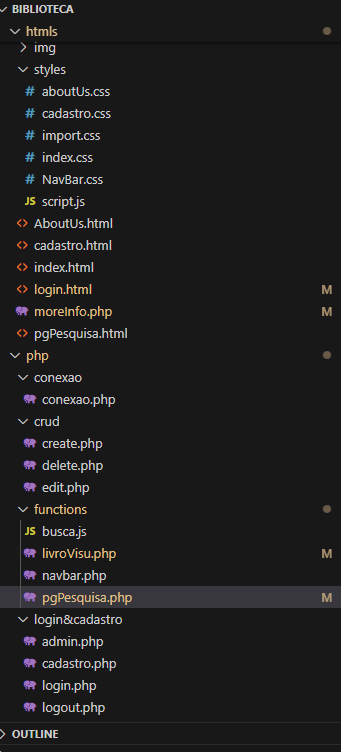 BIBLIOTECA
htmls
img
styles
# aboutUs.css
# cadastro.css
# import.css
# index.css
# NavBar.css
JS script.js
<> AboutUs.html
<> cadastro.html
<> index.html
<> login.html M
moreInfo.php M
<> pgPesquisa.html
php
conexao
conexao.php
crud
create.php
delete.php
edit.php
functions
JS busca.js
livroVisu.php M
navbar.php
pgPesquisa.php M
login&cadastro
admin.php
cadastro.php
login.php
logout.php
OUTLINE